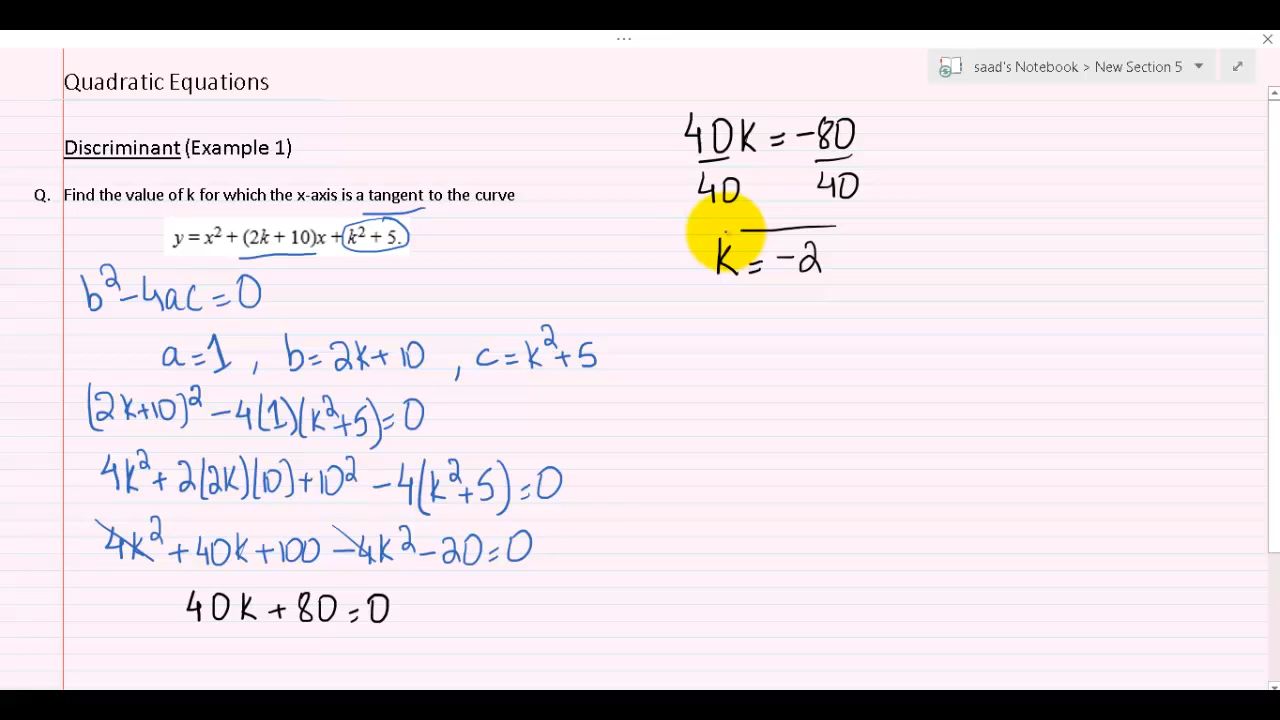 saad's Notebook > New Section 5
Quadratic Equations
Discriminant (Example 1)
Q. Find the value of k for which the x-axis is a tangent to the curve
y = x² + (2k + 10)x + k² + 5.
b² - 4ac = 0
a = 1 , b = 2k + 10 , c = k² + 5
(2k+10)² - 4(1)(k²+5) = 0
4k² + 2(2k)(10) + 10² - 4(k²+5) = 0
4k² + 40k + 100 - 4k² - 20 = 0
40k + 80 = 0
40k = -80
40 40
k = -2